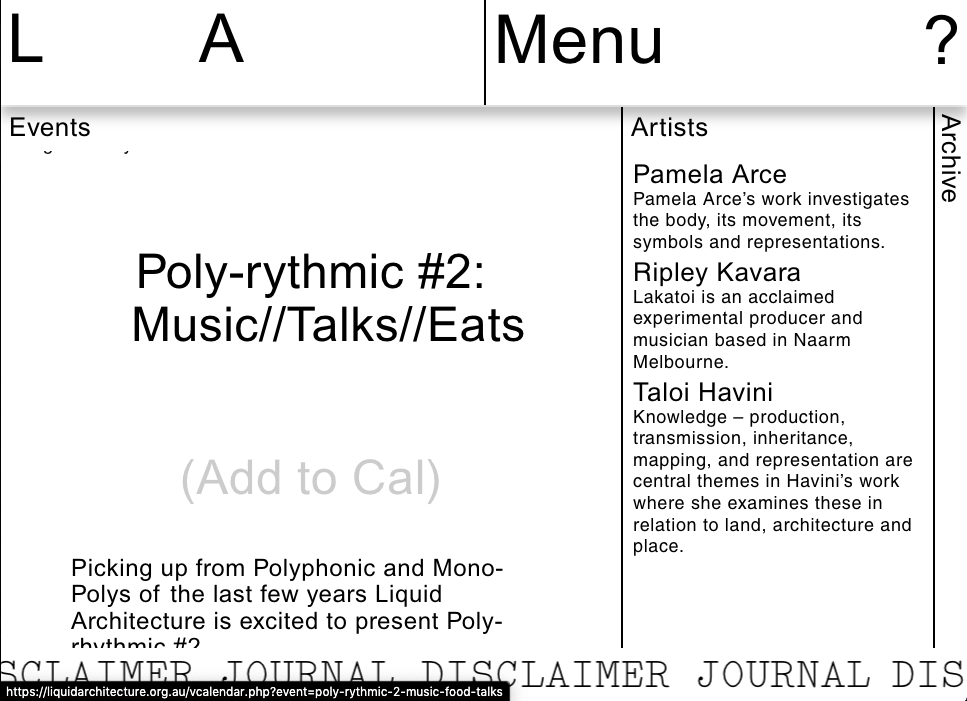 L A
Menu ?
Events
Poly-rythmic #2:
Music//Talks//Eats
(Add to Cal)
Picking up from Polyphonic and Mono-
Polys of the last few years Liquid
Architecture is excited to present Poly-
rhythmic #2
Artists
Pamela Arce
Pamela Arce’s work investigates
the body, its movement, its
symbols and representations.
Ripley Kavara
Lakatoi is an acclaimed
experimental producer and
musician based in Naarm
Melbourne.
Taloi Havini
Knowledge – production,
transmission, inheritance,
mapping, and representation are
central themes in Havini’s work
where she examines these in
relation to land, architecture and
place.
Archive
SCLAIMER JOURNAL DISCLAIMER JOURNAL DIS
https://liquidarchitecture.org.au/vcalendar.php?event=poly-rythmic-2-music-food-talks